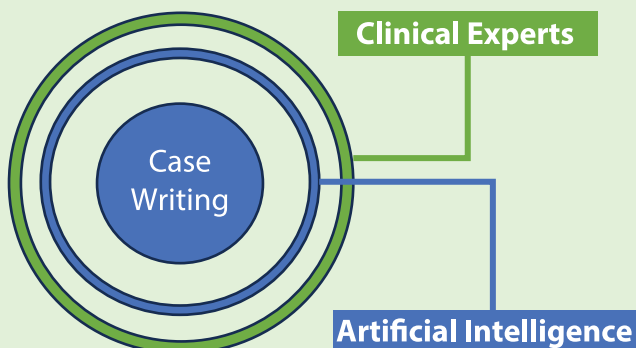 Clinical Experts
Case
Writing
Artificial Intelligence